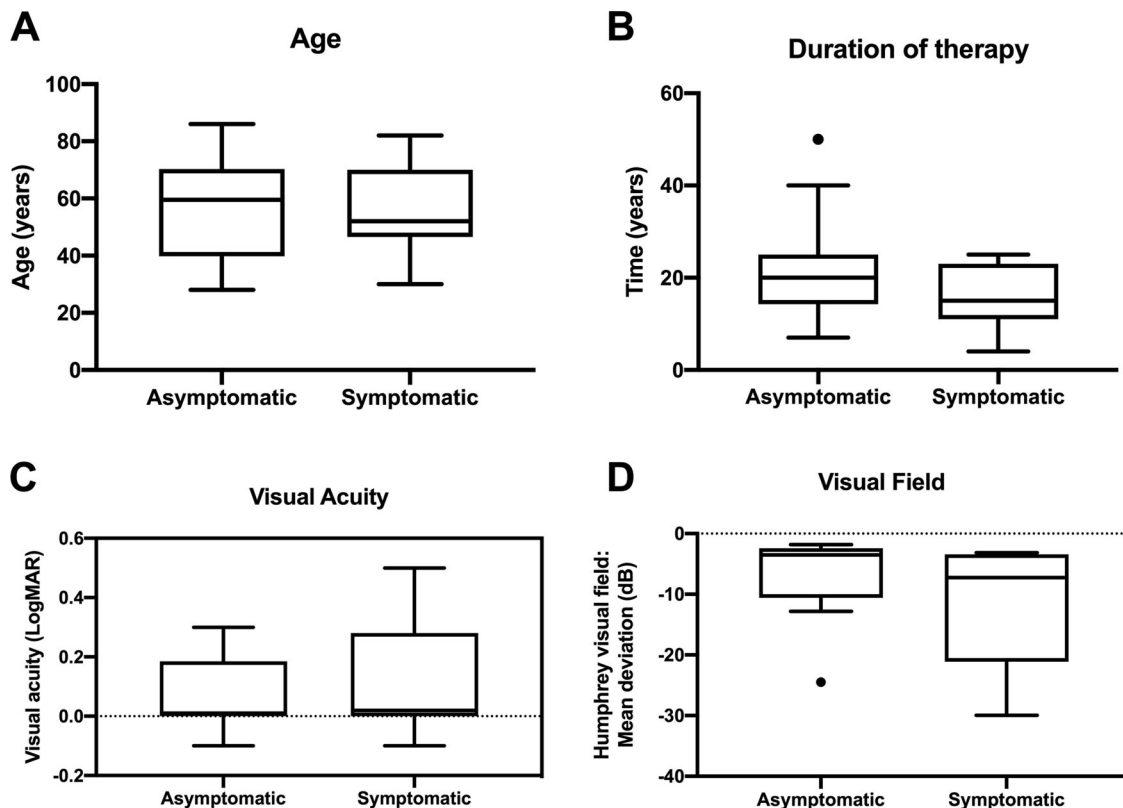 A
Age
Age (years)
100
80
60
40
20
0
Asymptomatic
Symptomatic
B
Duration of therapy
Time (years)
60
40
20
0
Asymptomatic
Symptomatic
C
Visual Acuity
Visual acuity (LogMAR)
0.6
0.4
0.2
0.0
-0.2
Asymptomatic
Symptomatic
D
Visual Field
Humphrey visual field:
Mean deviation (dB)
0
-10
-20
-30
-40
Asymptomatic
Symptomatic